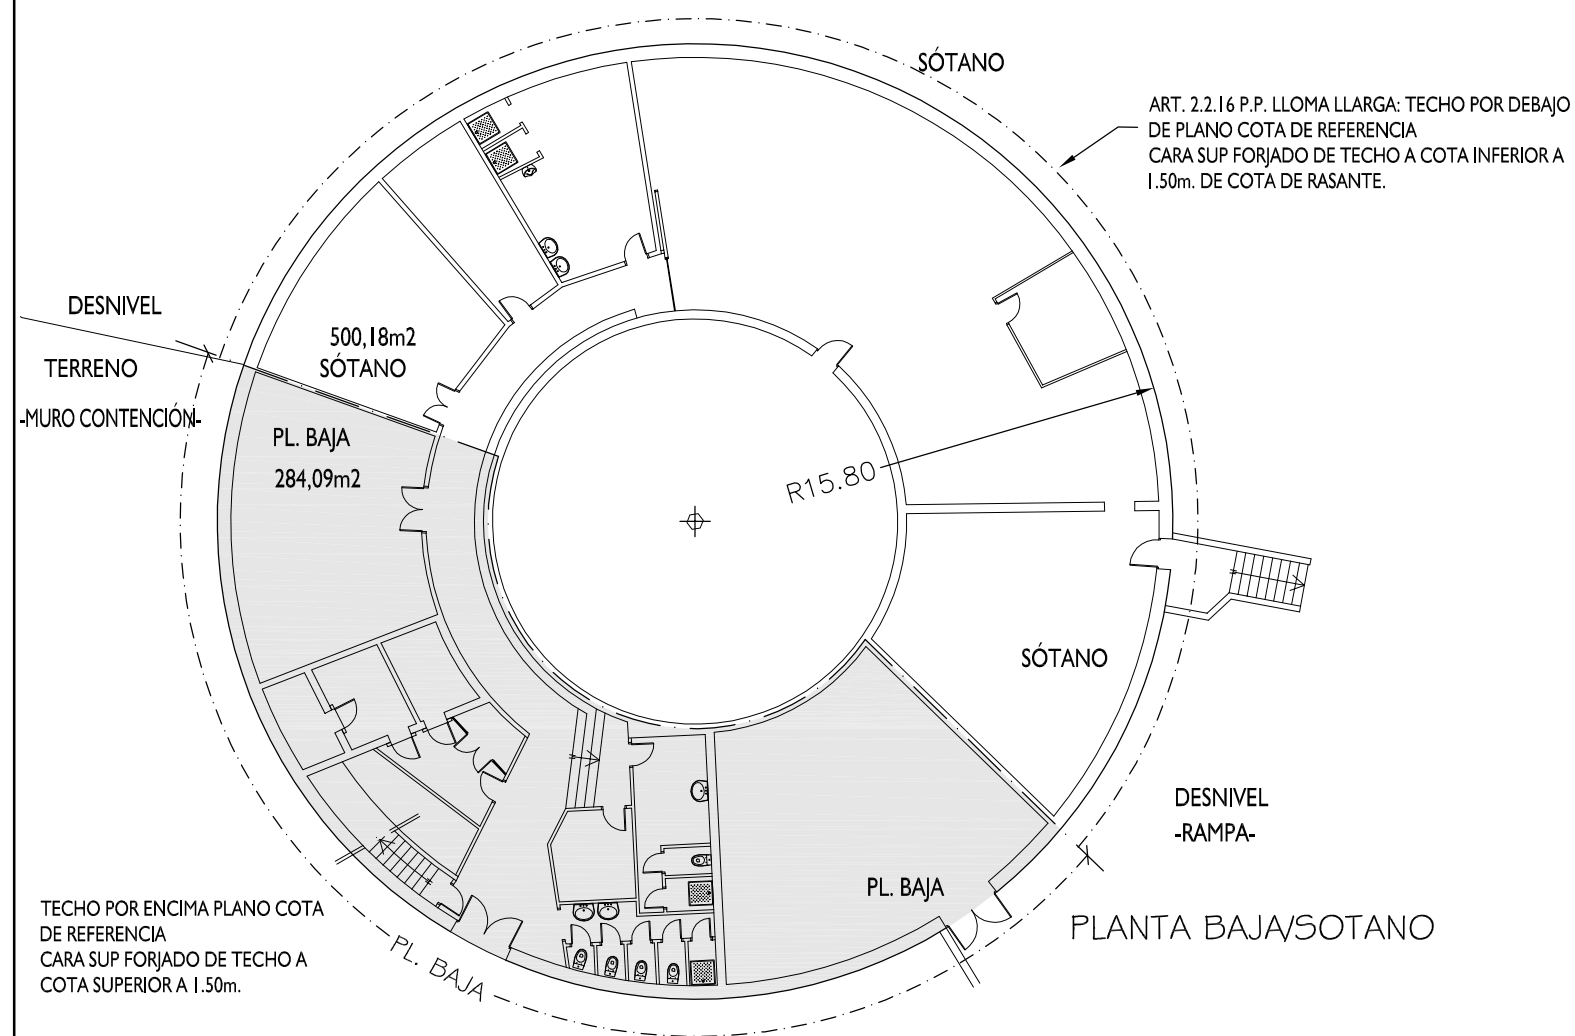 SÓTANO
ART. 2.2.16 P.P. LLOMA LLARGA: TECHO POR DEBAJO
DE PLANO COTA DE REFERENCIA
CARA SUP FORJADO DE TECHO A COTA INFERIOR A
1.50m. DE COTA DE RASANTE.
DESNIVEL
TERRENO
-MURO CONTENCIÓN-
500,18m2
SÓTANO
PL. BAJA
284,09m2
R15.80
SÓTANO
DESNIVEL
-RAMPA-
PL. BAJA
TECHO POR ENCIMA PLANO COTA
DE REFERENCIA
CARA SUP FORJADO DE TECHO A
COTA SUPERIOR A 1.50m.
PL. BAJA
PLANTA BAJA/SOTANO